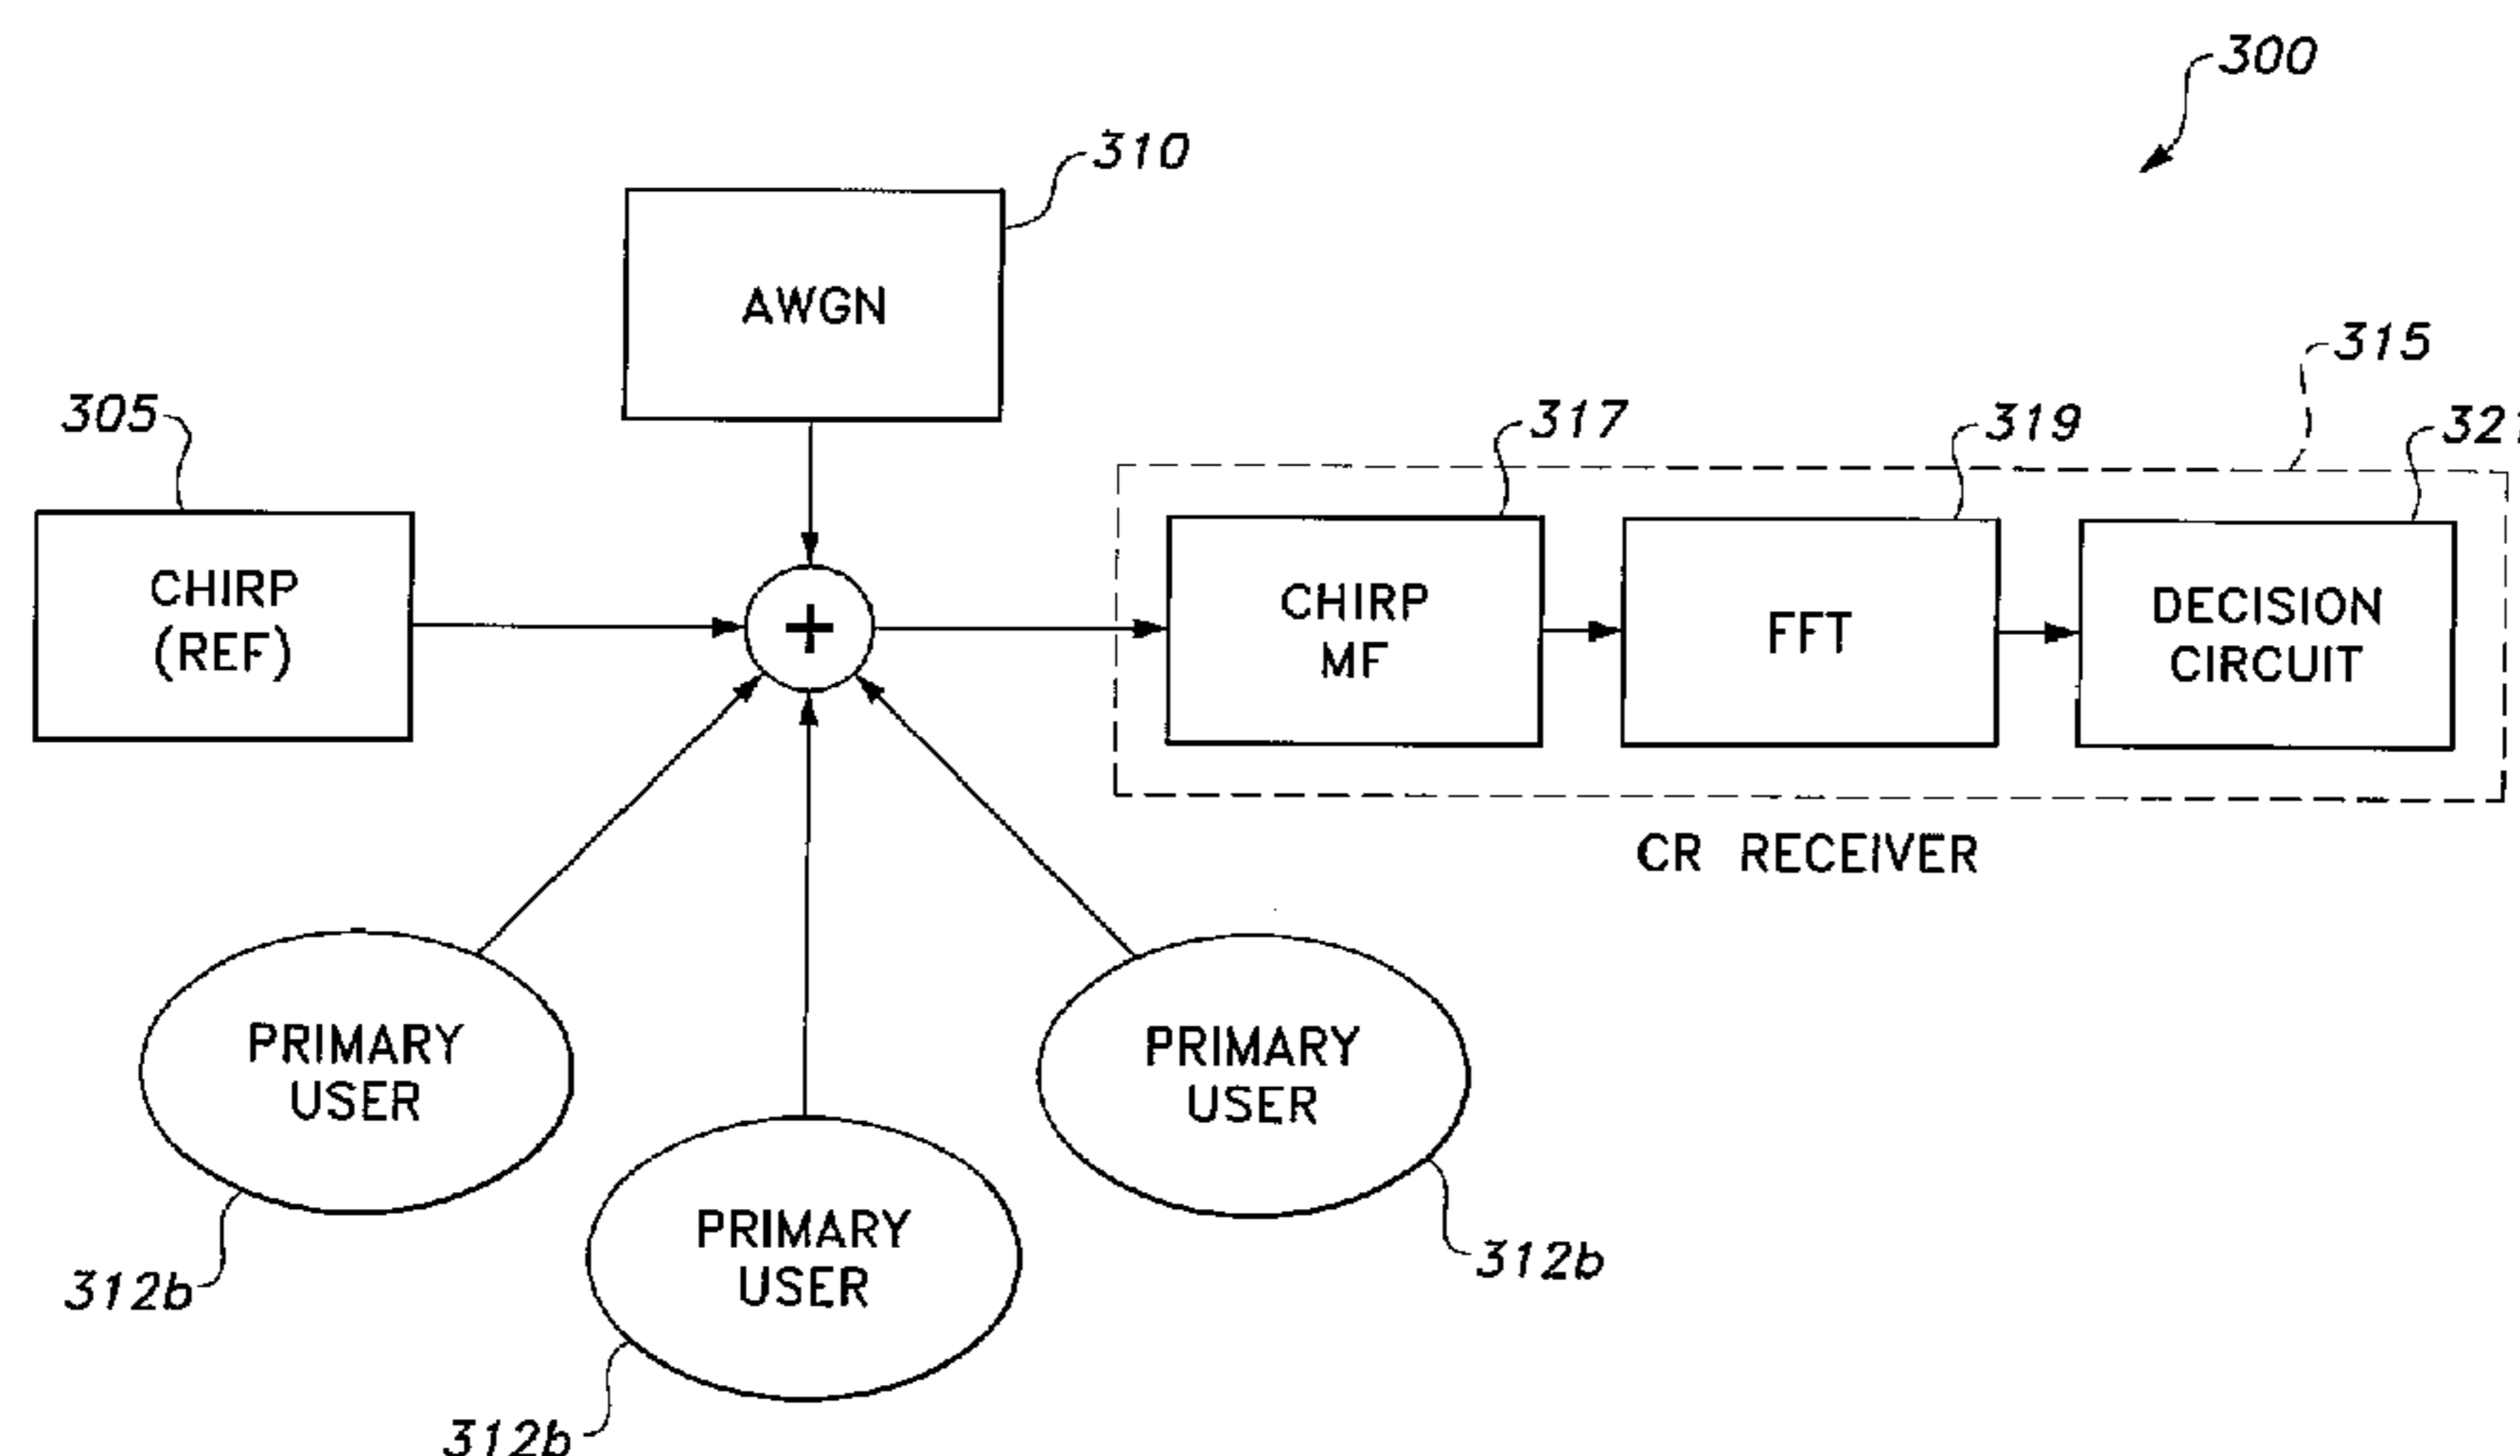 300
310
AWGN
315
305
317
319
321
CHIRP
(REF)
+
CHIRP
MF
FFT
DECISION
CIRCUIT
CR RECEIVER
PRIMARY
USER
PRIMARY
USER
PRIMARY
USER
312b
312b
312b